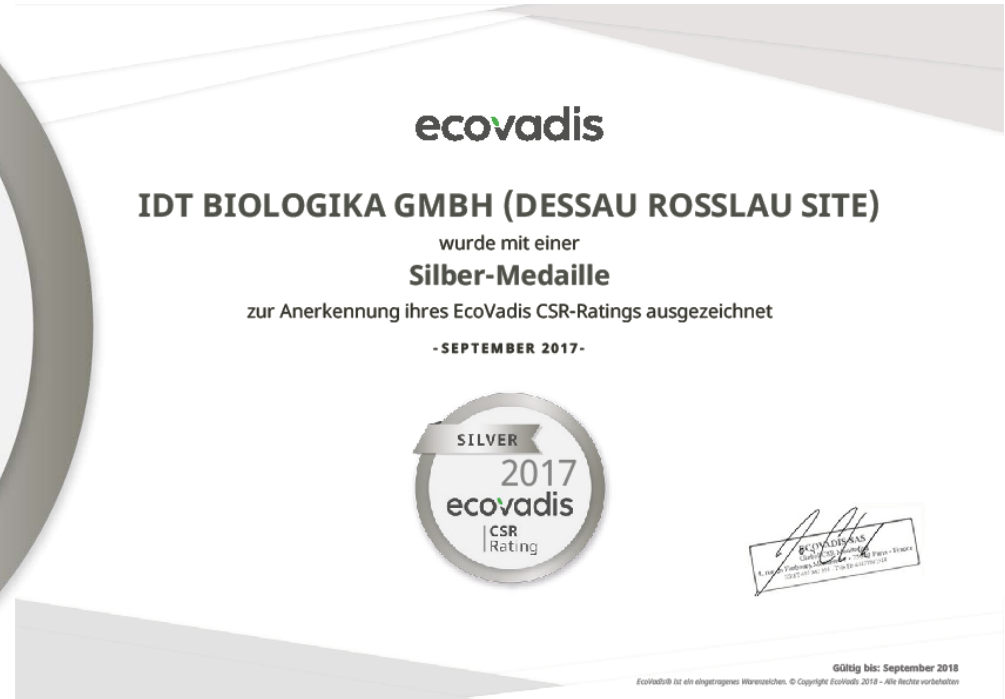 ecovadis
IDT BIOLOGIKA GMBH (DESSAU ROSSLAU SITE)
wurde mit einer
Silber-Medaille
zur Anerkennung ihres EcoVadis CSR-Ratings ausgezeichnet
- SEPTEMBER 2017-
SILVER
2017
ecovadis
CSR
Rating
ECOVADIS SAS
Gültig bis: September 2018
EcoVadis® ist ein eingetragenes Warenzeichen. © Copyright EcoVadis 2018 – Alle Rechte vorbehalten